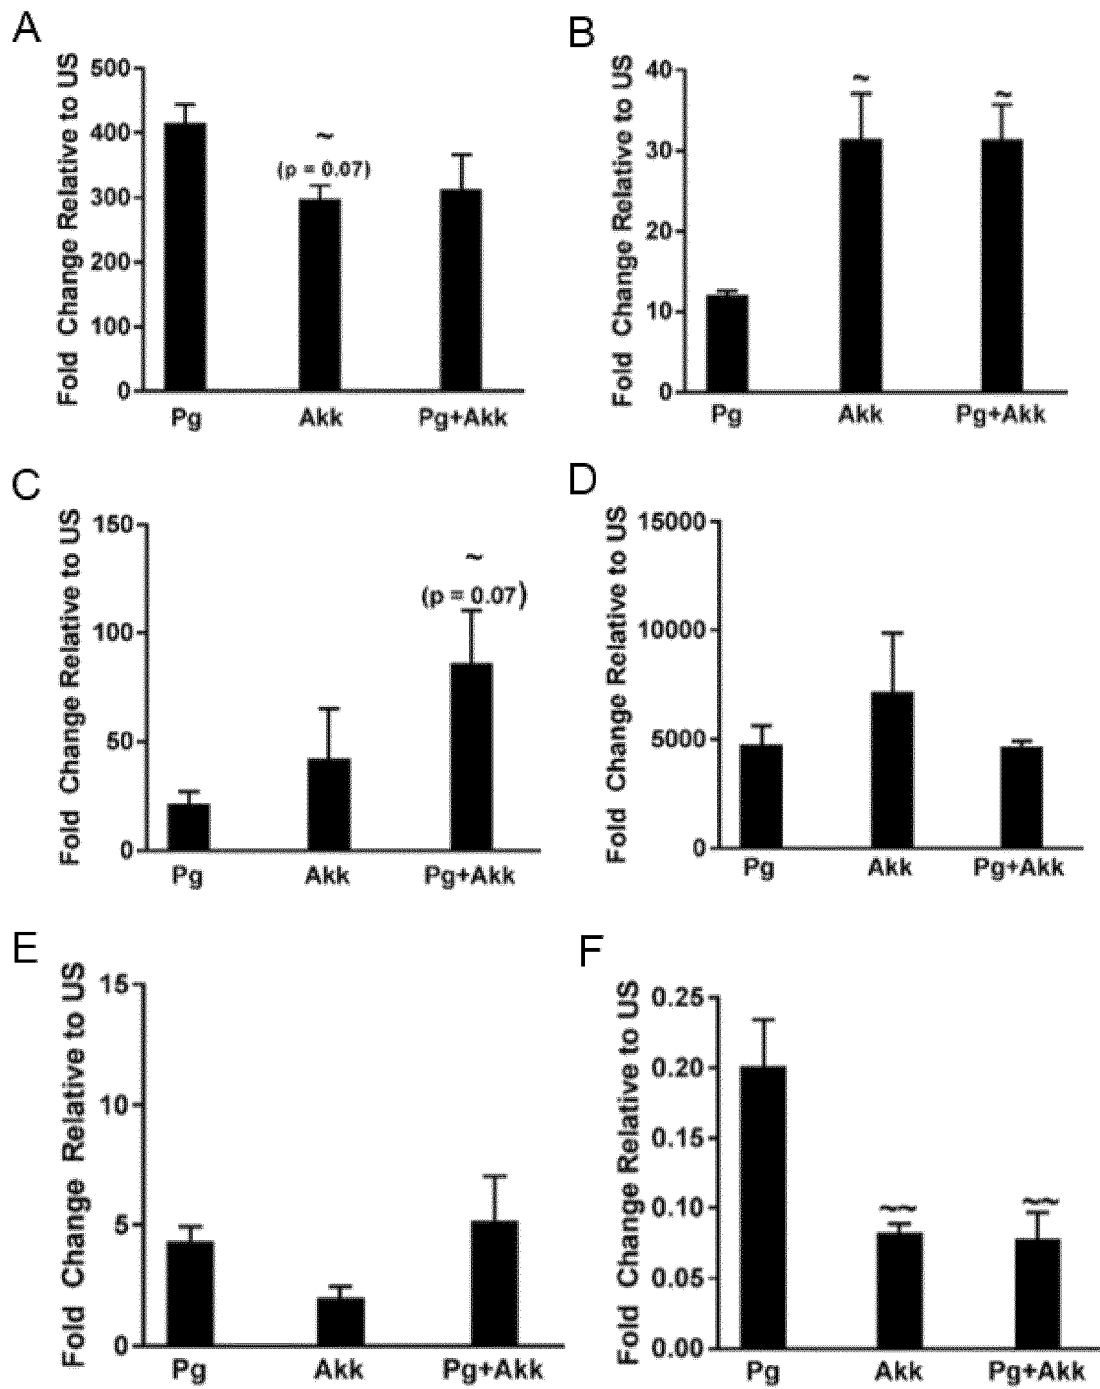 A
Fold Change Relative to US
500
400
300
200
100
0
~
(p = 0.07)
Pg
Akk
Pg+Akk
B
Fold Change Relative to US
40
30
20
10
0
~
~
Pg
Akk
Pg+Akk
C
Fold Change Relative to US
150
100
50
0
~
(p = 0.07)
Pg
Akk
Pg+Akk
D
Fold Change Relative to US
15000
10000
5000
0
Pg
Akk
Pg+Akk
E
Fold Change Relative to US
15
10
5
0
Pg
Akk
Pg+Akk
F
Fold Change Relative to US
0.25
0.20
0.15
0.10
0.05
0.00
~~
~~
Pg
Akk
Pg+Akk